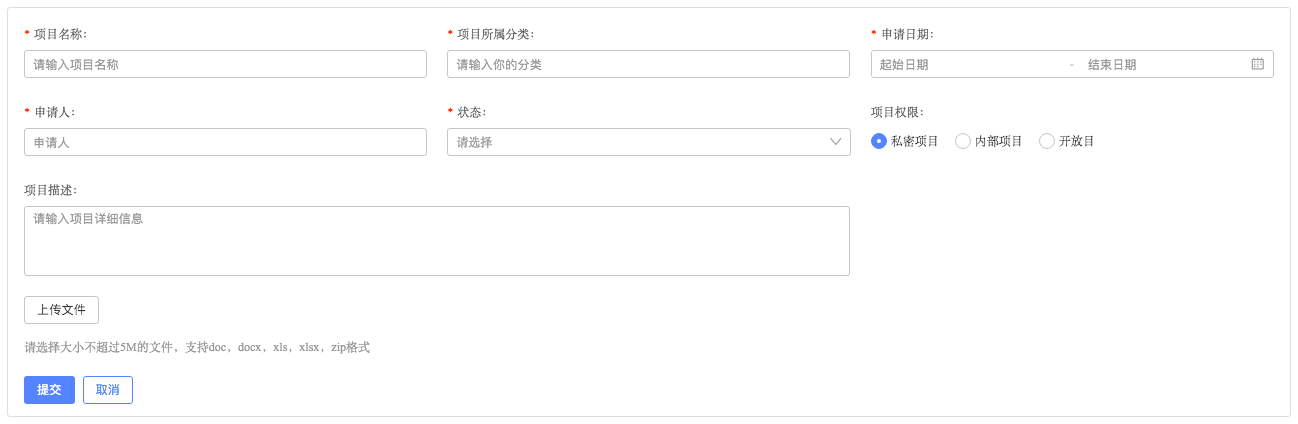 * 项目名称:
* 项目所属分类:
* 申请日期:
请输入项目名称
请输入你的分类
起始日期 - 结束日期
* 申请人:
* 状态:
项目权限:
申请人
请选择
私密项目 内部项目 开放目
项目描述:
请输入项目详细信息
上传文件
请选择大小不超过5M的文件，支持doc，docx，xls，xlsx，zip格式
提交 取消